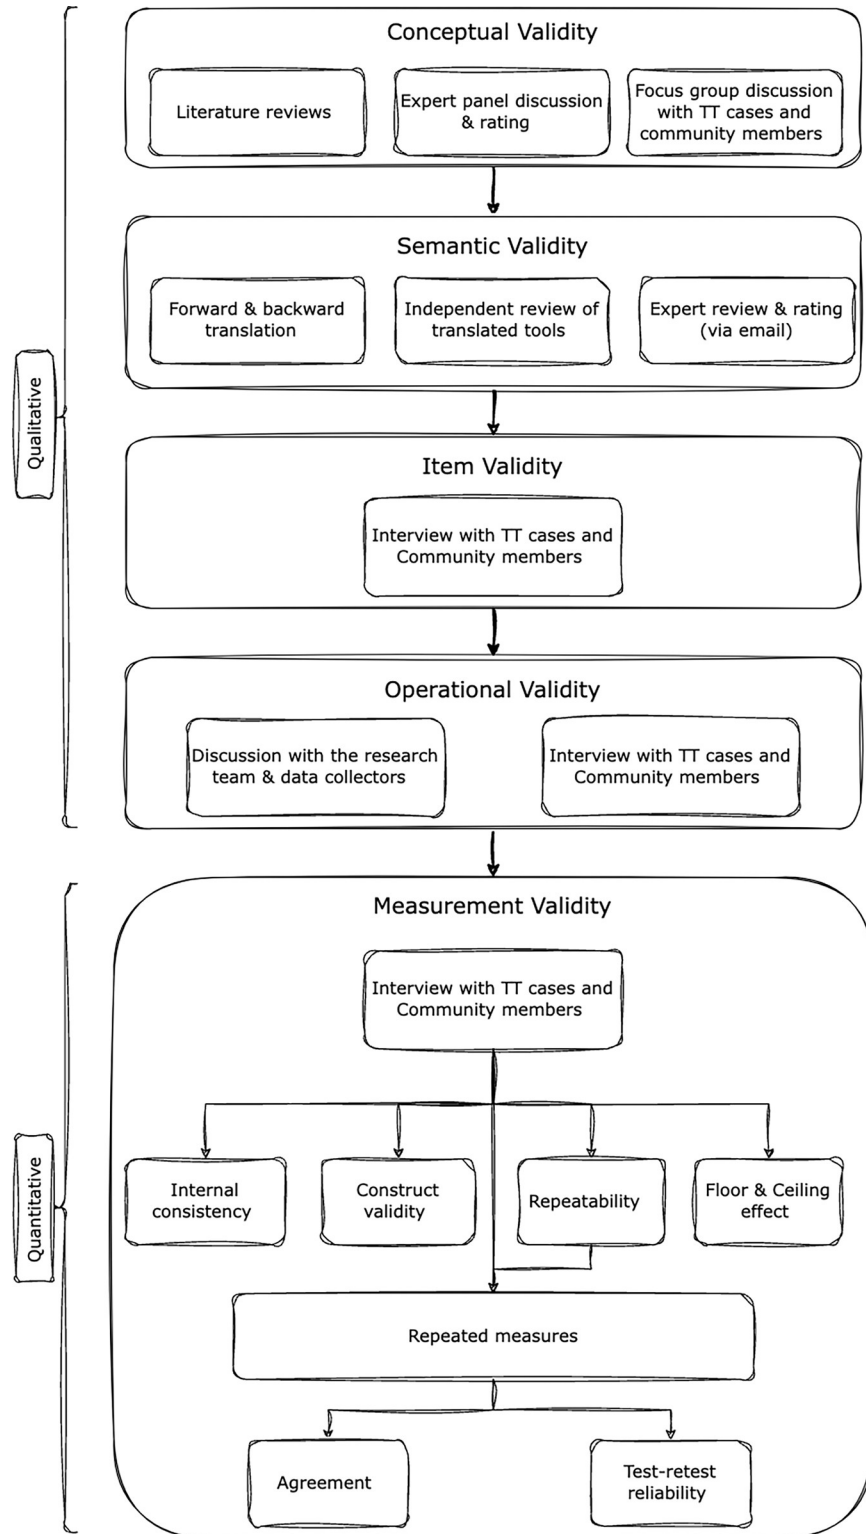 Conceptual Validity
Literature reviews
Expert panel discussion
& rating
Focus group discussion
with TT cases and
community members
Semantic Validity
Forward & backward
translation
Independent review of
translated tools
Expert review & rating
(via email)
Qualitative
Item Validity
Interview with TT cases and
Community members
Operational Validity
Discussion with the research
team & data collectors
Interview with TT cases and
Community members
Measurement Validity
Interview with TT cases and
Community members
Quantitative
Internal
consistency
Construct
validity
Repeatability
Floor & Ceiling
effect
Repeated measures
Agreement
Test-retest
reliability